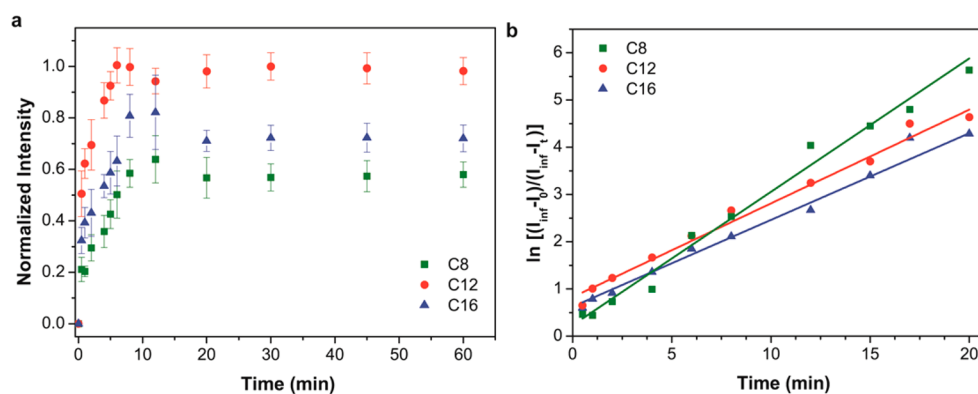 a
Normalized Intensity
1.0
0.8
0.6
0.4
0.2
0.0
0 10 20 30 40 50 60
Time (min)
C8
C12
C16
b
ln [(I_inf-I_0)/(I_inf-I_t)]
6
5
4
3
2
1
0
0 5 10 15 20
Time (min)
C8
C12
C16